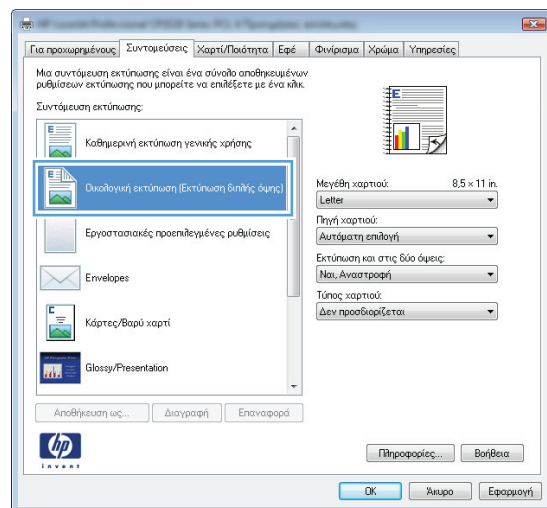 Για προχωρημένους Συντομεύσεις Χαρτί/Ποιότητα Εφέ Φινίρισμα Χρώμα Υπηρεσίες
Μια συντόμευση εκτύπωσης είναι ένα σύνολο αποθηκευμένων
ρυθμίσεων εκτύπωσης που μπορείτε να επιλέξετε με ένα κλικ.
Συντόμευση εκτύπωσης:
Καθημερινή εκτύπωση γενικής χρήσης
Οικολογική εκτύπωση (Εκτύπωση διπλής όψης)
Εργοστασιακές προεπιλεγμένες ρυθμίσεις
Envelopes
Κάρτες/Βαρύ χαρτί
Glossy/Presentation
Αποθήκευση ως... Διαγραφή Επαναφορά
Μεγέθη χαρτιού: 8,5 × 11 in.
Letter
Πηγή χαρτιού:
Αυτόματη επιλογή
Εκτύπωση και στις δύο όψεις:
Ναι, Αναστροφή
Τύπος χαρτιού:
Δεν προσδιορίζεται
hp
invent
Πληροφορίες... Βοήθεια
OK Άκυρο Εφαρμογή